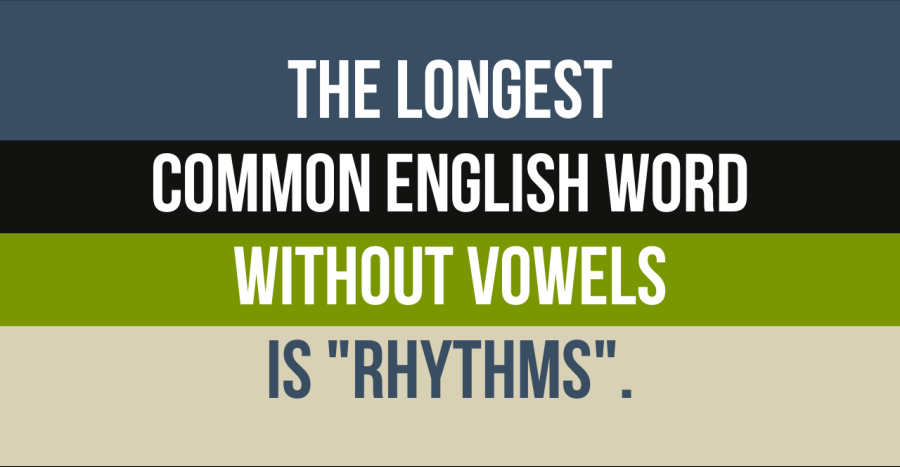 THE LONGEST
COMMON ENGLISH WORD
WITHOUT VOWELS
IS "RHYTHMS".